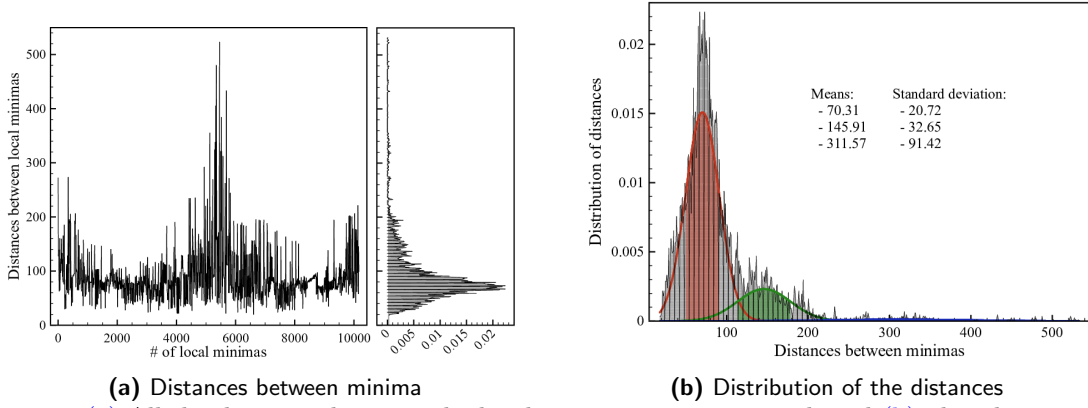 500
400
300
200
100
0
Distances between local minimas
0 2000 4000 6000 8000 10000
# of local minimas
0 0.005 0.01 0.015 0.02
(a) Distances between minima
0.02
0.015
0.01
0.005
0
Distribution of distances
Means: Standard deviation:
- 70.31 - 20.72
- 145.91 - 32.65
- 311.57 - 91.42
100 200 300 400 500
Distances between minimas
(b) Distribution of the distances